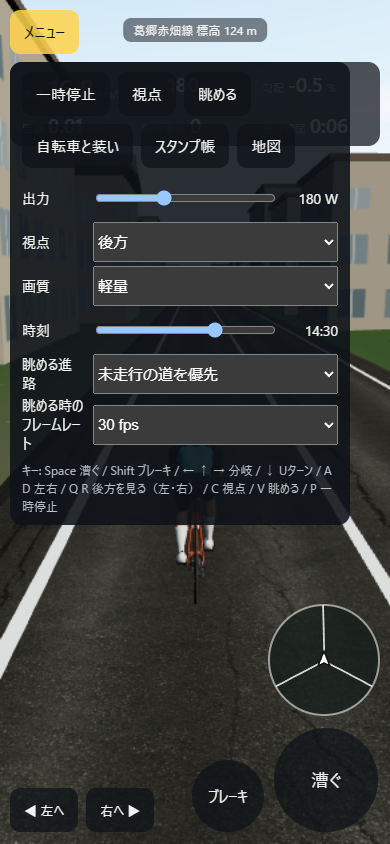 メニュー
葛郷赤畑線 標高 124 m
一時停止
視点
眺める
180
勾配 -0.5 %
自転車と装い
スタンプ帳
地図
0.01
0
0:06
出力
180 W
視点
後方
画質
軽量
時刻
14:30
眺める進
路
未走行の道を優先
眺める時の
フレームレー
ト
30 fps
キー: Space 漕ぐ / Shift ブレーキ / ← ↑ → 分岐 / ↓ Uターン / A
D 左右 / Q R 後方を見る（左・右） / C 視点 / V 眺める / P 一
時停止
漕ぐ
ブレーキ
◀ 左へ
右へ ▶